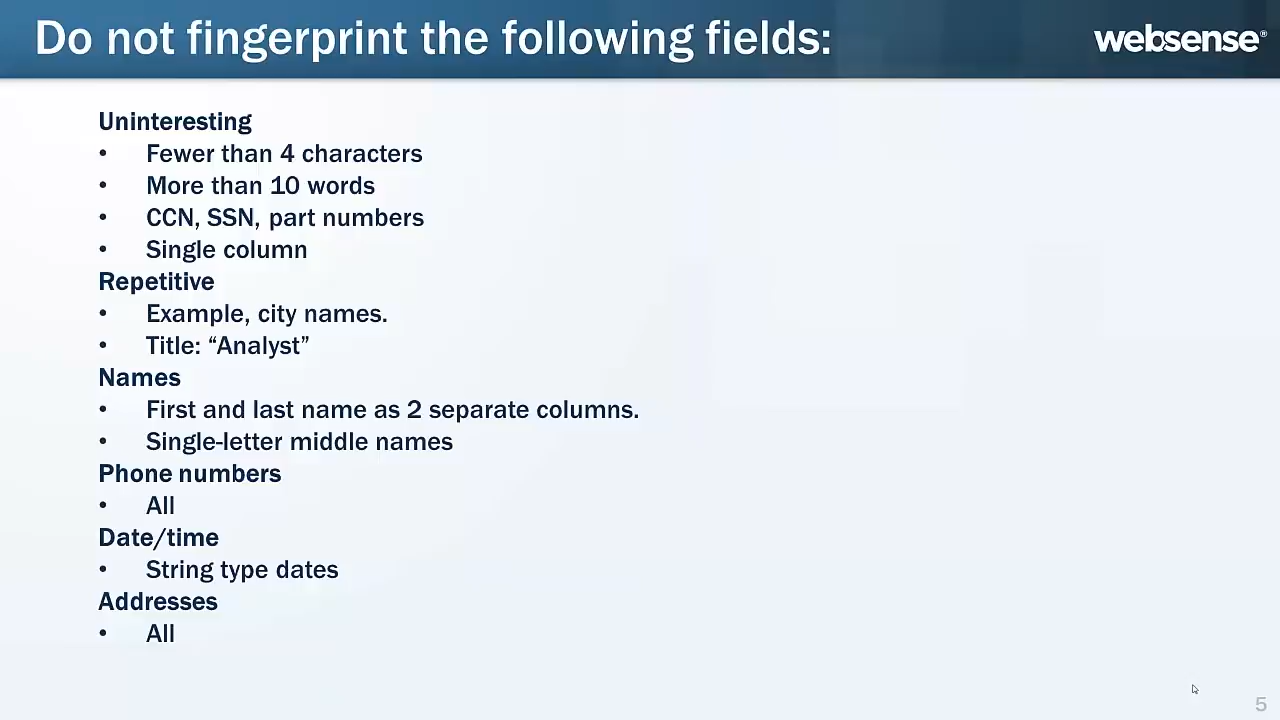 Do not fingerprint the following fields:
websense®
Uninteresting
• Fewer than 4 characters
• More than 10 words
• CCN, SSN, part numbers
• Single column
Repetitive
• Example, city names.
• Title: “Analyst”
Names
• First and last name as 2 separate columns.
• Single-letter middle names
Phone numbers
• All
Date/time
• String type dates
Addresses
• All
5